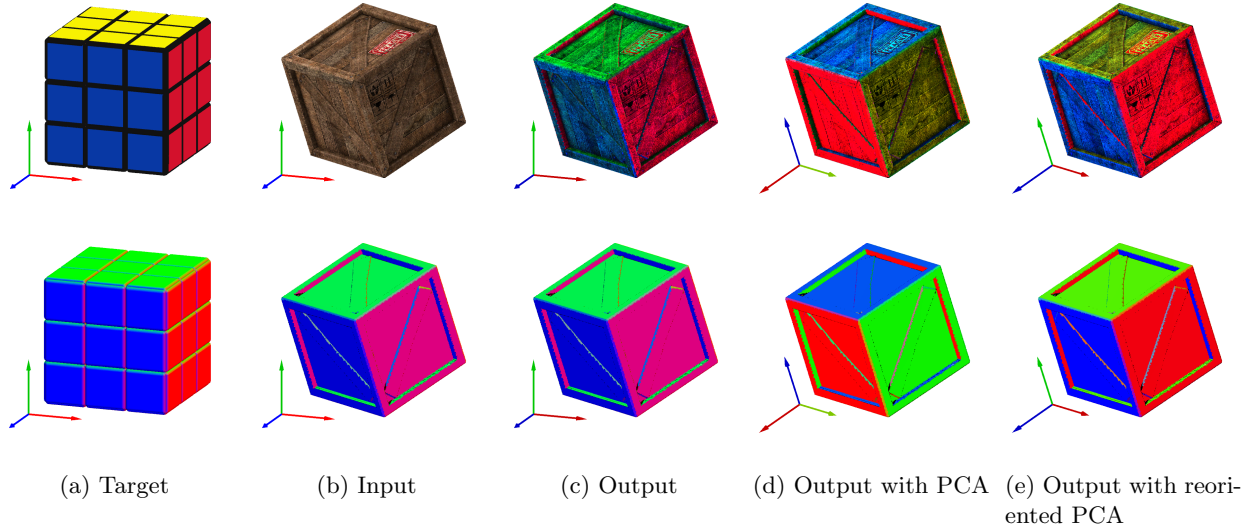 (a) Target
(b) Input
(c) Output
(d) Output with PCA
(e) Output with reori-
ented PCA